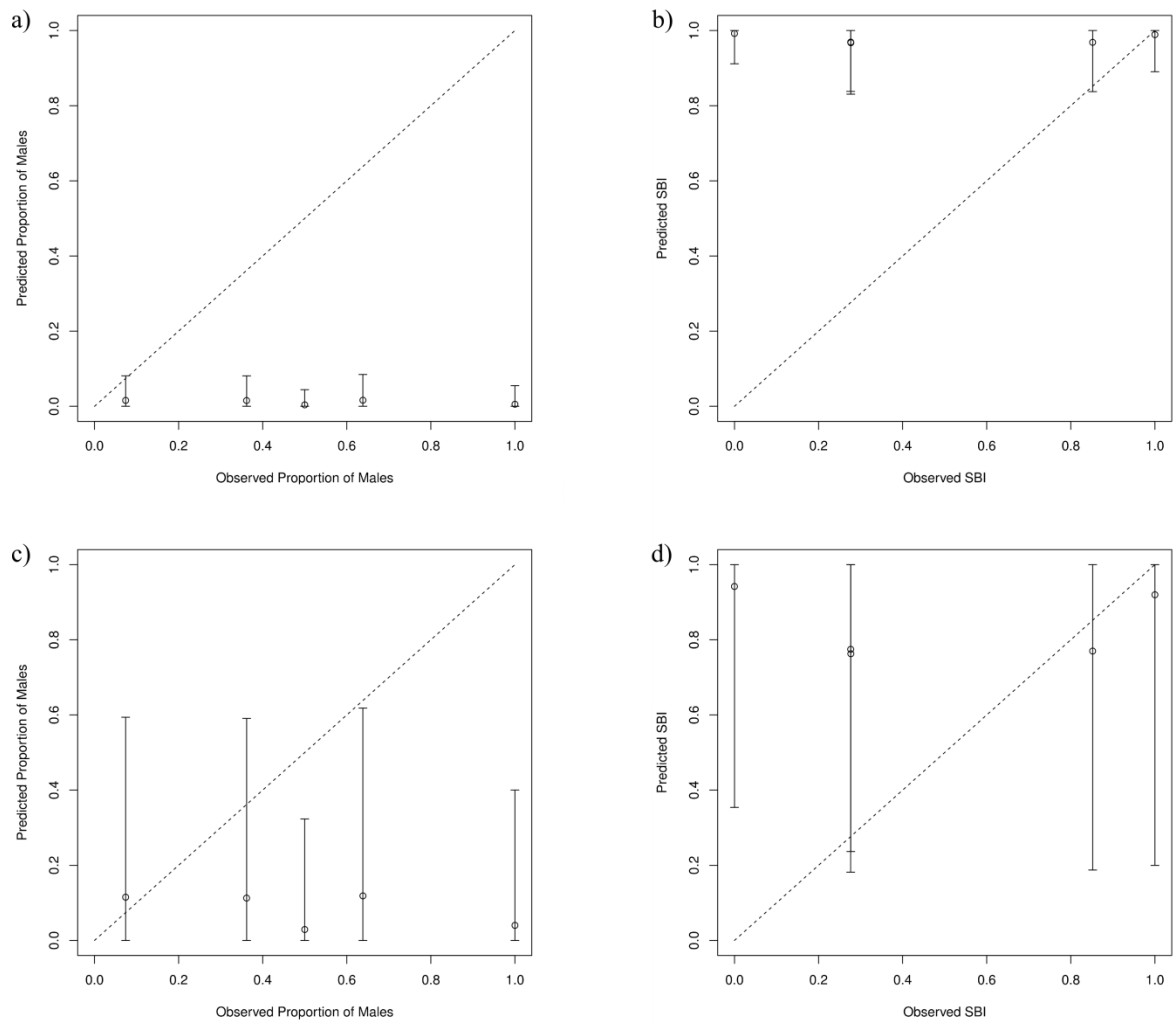 a)
1.0
0.8
0.6
0.4
0.2
0.0
Predicted Proportion of Males
0.0 0.2 0.4 0.6 0.8 1.0
Observed Proportion of Males
b)
1.0
0.8
0.6
0.4
0.2
0.0
Predicted SBI
0.0 0.2 0.4 0.6 0.8 1.0
Observed SBI
c)
1.0
0.8
0.6
0.4
0.2
0.0
Predicted Proportion of Males
0.0 0.2 0.4 0.6 0.8 1.0
Observed Proportion of Males
d)
1.0
0.8
0.6
0.4
0.2
0.0
Predicted SBI
0.0 0.2 0.4 0.6 0.8 1.0
Observed SBI